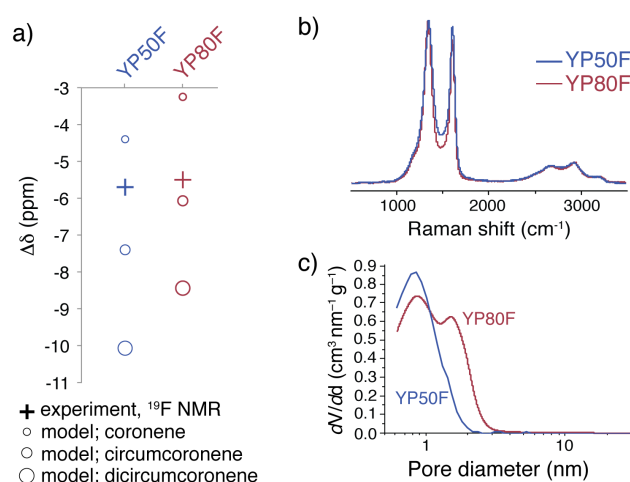 a)
YP50F
YP80F
-3
-4
-5
-6
-7
-8
-9
-10
-11
Δδ (ppm)
+ experiment, ¹⁹F NMR
○ model; coronene
○ model; circumcoronene
○ model; dicircumcoronene
b)
YP50F
YP80F
1000 2000 3000
Raman shift (cm⁻¹)
c)
0.9
0.8
0.7
0.6
0.5
0.4
0.3
0.2
0.1
0.0
dV/dd (cm³ nm⁻¹ g⁻¹)
YP80F
YP50F
1 10
Pore diameter (nm)